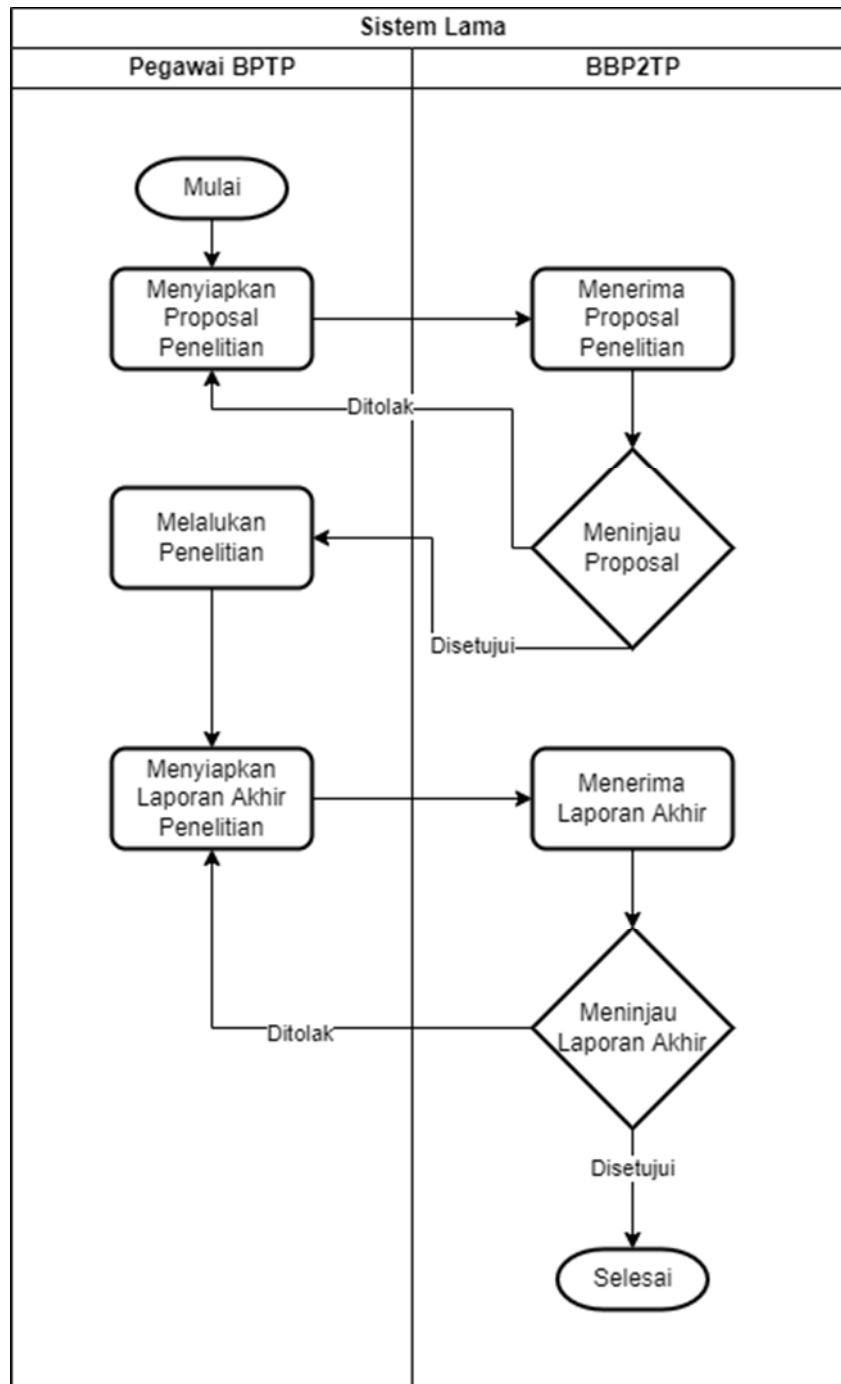 Sistem Lama
Pegawai BPTP
BBP2TP
Mulai
Menyiapkan
Proposal
Penelitian
Menerima
Proposal
Penelitian
Ditolak
Melalukan
Penelitian
Meninjau
Proposal
Disetujui
Menyiapkan
Laporan Akhir
Penelitian
Menerima
Laporan Akhir
Meninjau
Laporan Akhir
Ditolak
Disetujui
Selesai